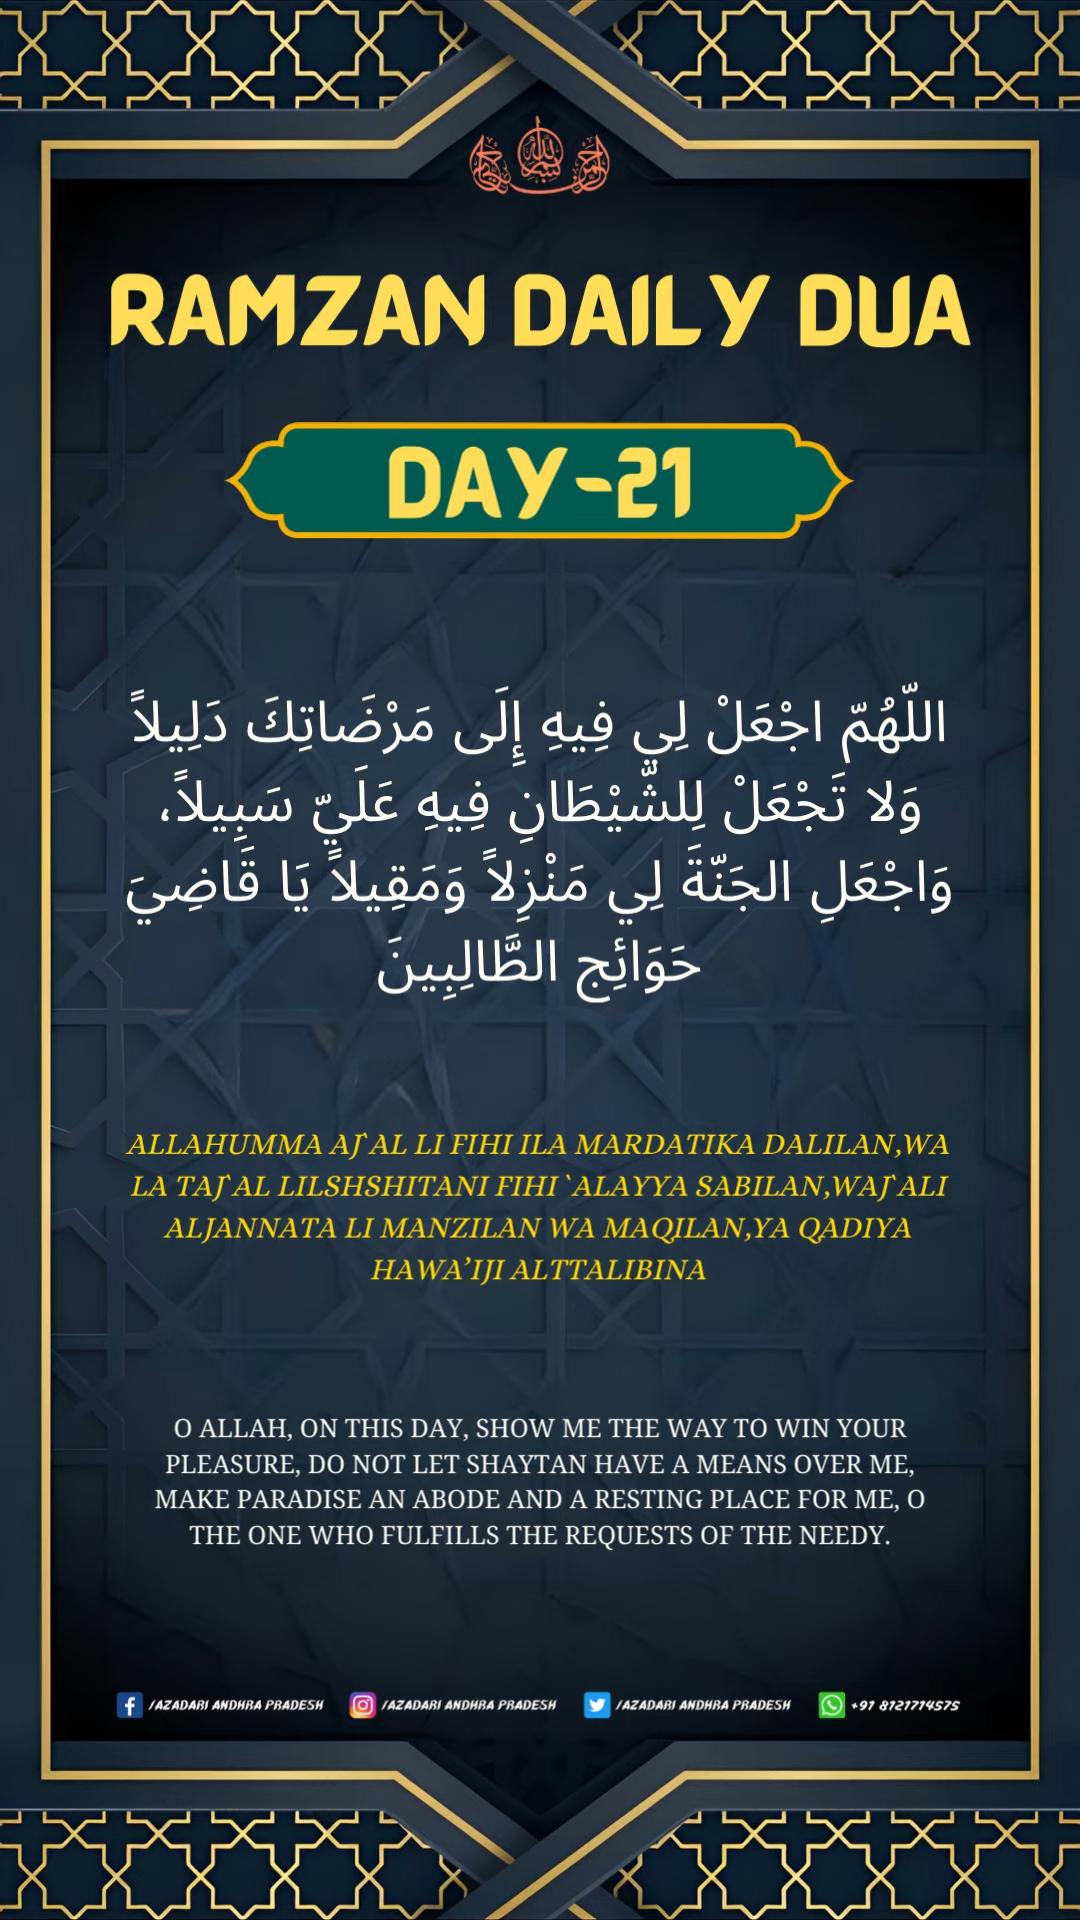 RAMZAN DAILY DUA
DAY-21
اللّهُمّ اجْعَلْ لِي فِيهِ إِلَى مَرْضَاتِكَ دَلِيلاً
وَلا تَجْعَلْ لِلشّيْطَانِ فِيهِ عَلَيّ سَبِيلاً،
وَاجْعَلِ الجَنّةَ لِي مَنْزِلاً وَمَقِيلاً يَا قَاضِيَ
حَوَائِج الطَّالِبِينَ
ALLAHUMMA AJ`AL LI FIHI ILA MARDATIKA DALILAN,WA
LA TAJ`AL LILSHSHITANI FIHI `ALAYYA SABILAN,WAJ`ALI
ALJANNATA LI MANZILAN WA MAQILAN,YA QADIYA
HAWA’IJI ALTTALIBINA
O ALLAH, ON THIS DAY, SHOW ME THE WAY TO WIN YOUR
PLEASURE, DO NOT LET SHAYTAN HAVE A MEANS OVER ME,
MAKE PARADISE AN ABODE AND A RESTING PLACE FOR ME, O
THE ONE WHO FULFILLS THE REQUESTS OF THE NEEDY.
/AZADARI ANDHRA PRADESH /AZADARI ANDHRA PRADESH /AZADARI ANDHRA PRADESH +91 8121714575